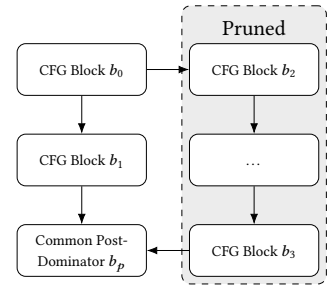 Pruned
CFG Block b₀
CFG Block b₂
CFG Block b₁
...
Common Post-
Dominator bₚ
CFG Block b₃